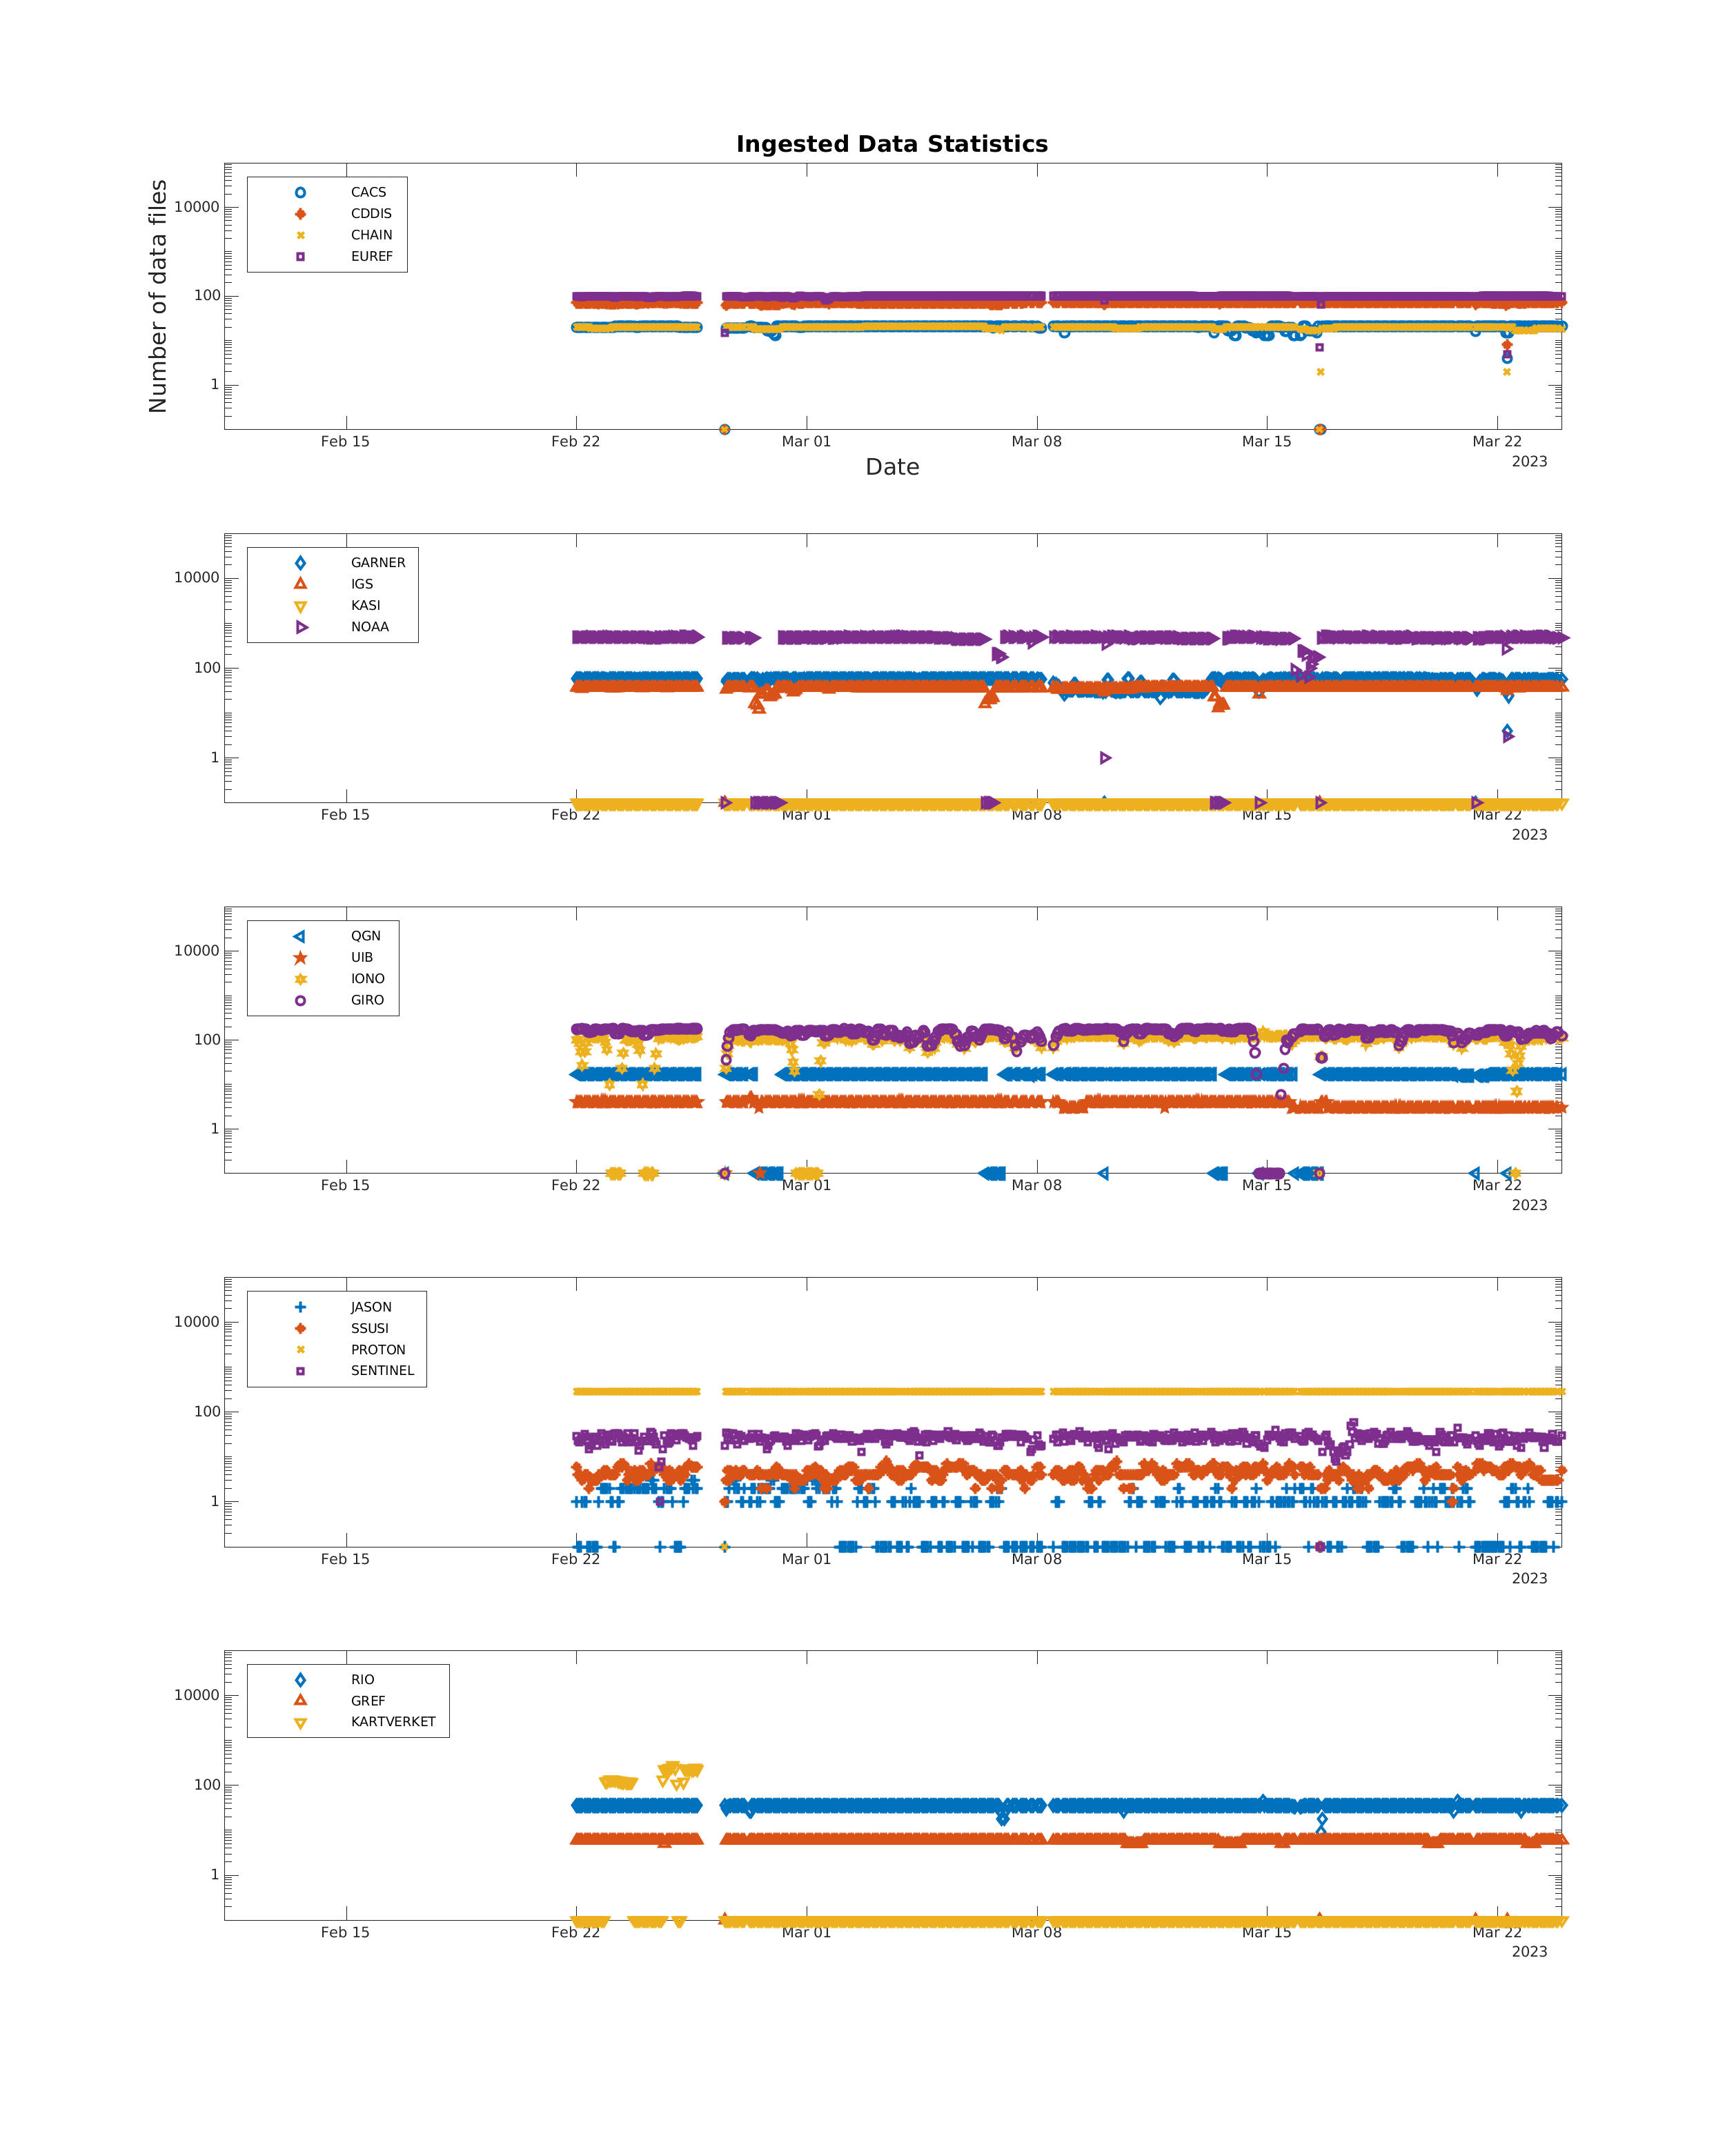 Ingested Data Statistics
Number of data files
10000
100
1
CACS
CDDIS
CHAIN
EUREF
Feb 15 Feb 22 Mar 01 Mar 08 Mar 15 Mar 22
2023
Date
10000
100
1
GARNER
IGS
KASI
NOAA
Feb 15 Feb 22 Mar 01 Mar 08 Mar 15 Mar 22
2023
10000
100
1
QGN
UIB
IONO
GIRO
Feb 15 Feb 22 Mar 01 Mar 08 Mar 15 Mar 22
2023
10000
100
1
JASON
SSUSI
PROTON
SENTINEL
Feb 15 Feb 22 Mar 01 Mar 08 Mar 15 Mar 22
2023
10000
100
1
RIO
GREF
KARTVERKET
Feb 15 Feb 22 Mar 01 Mar 08 Mar 15 Mar 22
2023